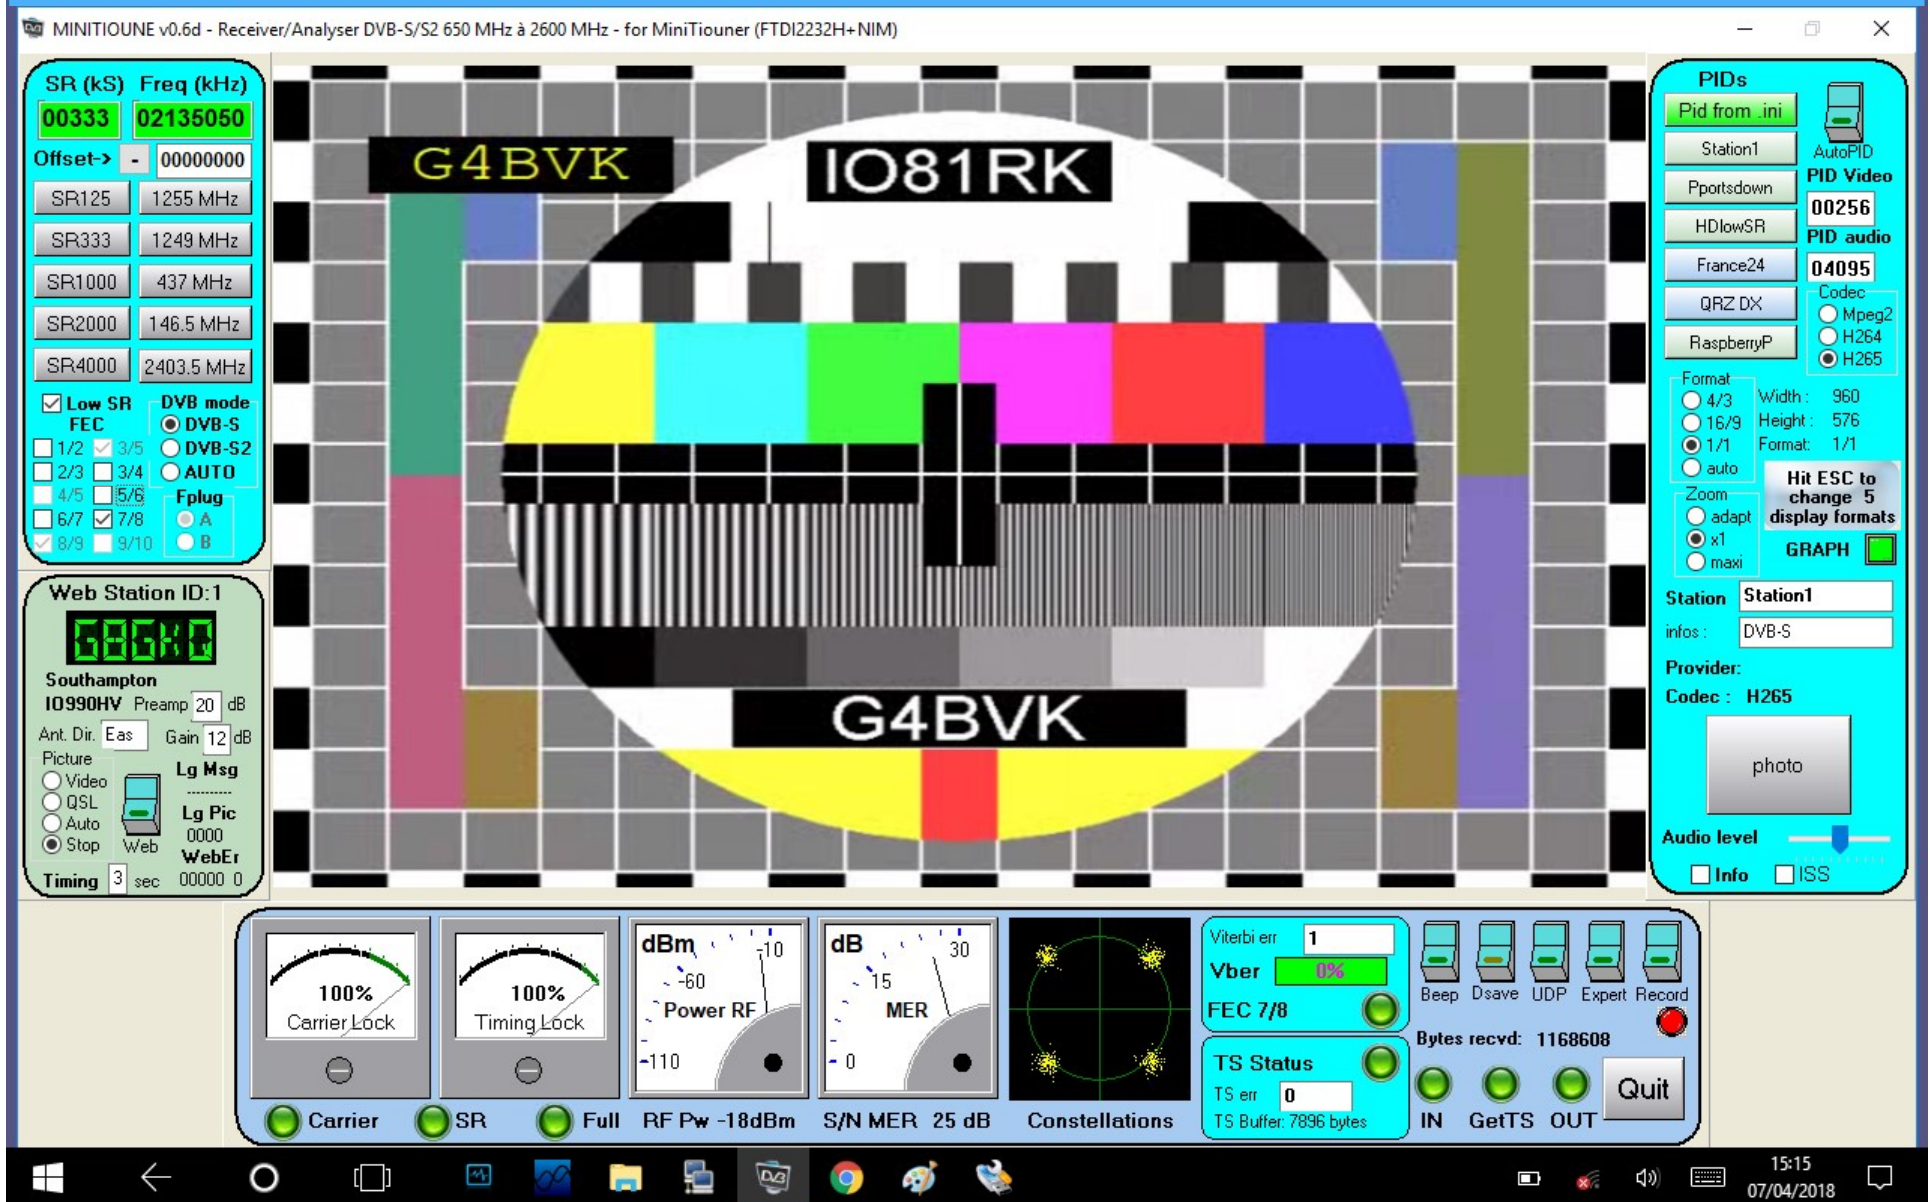 MINITIOUNE v0.6d - Receiver/Analyser DVB-S/S2 650 MHz à 2600 MHz - for MiniTiouner (FTDI2232H+NIM)
SR (kS) Freq (kHz)
00333 02135050
Offset-> - 00000000
SR125 1255 MHz
SR333 1249 MHz
SR1000 437 MHz
SR2000 146.5 MHz
SR4000 2403.5 MHz
Low SR DVB mode
FEC DVB-S
1/2 3/5 DVB-S2
2/3 3/4 AUTO
4/5 5/6 Fplug
6/7 7/8 A
8/9 9/10 B
Web Station ID:1
G8GKQ
Southampton
IO990HV Preamp 20 dB
Ant. Dir. Eas Gain 12 dB
Picture
Video
QSL
Auto
Stop
Web
Lg Msg
----------
Lg Pic
0000
WebEr
Timing 3 sec 00000 0
G4BVK
IO81RK
G4BVK
PIDs
Pid from .ini
Station1
Pportsdown
HDlowSR
France24
QRZ DX
RaspberryP
AutoPID
PID Video
00256
PID audio
04095
Codec
Mpeg2
H264
H265
Format
4/3
16/9
1/1
auto
Width : 960
Height : 576
Format: 1/1
Zoom
adapt
x1
maxi
Hit ESC to
change 5
display formats
GRAPH
Station Station1
infos : DVB-S
Provider:
Codec : H265
photo
Audio level
Info ISS
100%
Carrier Lock
100%
Timing Lock
dBm
-10
-60
Power RF
-110
dB
30
15
MER
0
Carrier SR Full RF Pw -18dBm S/N MER 25 dB Constellations
Viterbi err 1
Vber 0%
FEC 7/8
TS Status
TS err 0
TS Buffer: 7896 bytes
Beep Dsave UDP Expert Record
Bytes recvd: 1168608
IN GetTS OUT
Quit
DVB
15:15
07/04/2018